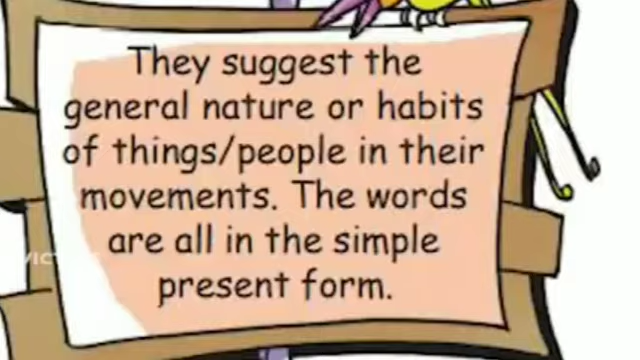 They suggest the
general nature or habits
of things/people in their
movements. The words
are all in the simple
present form.